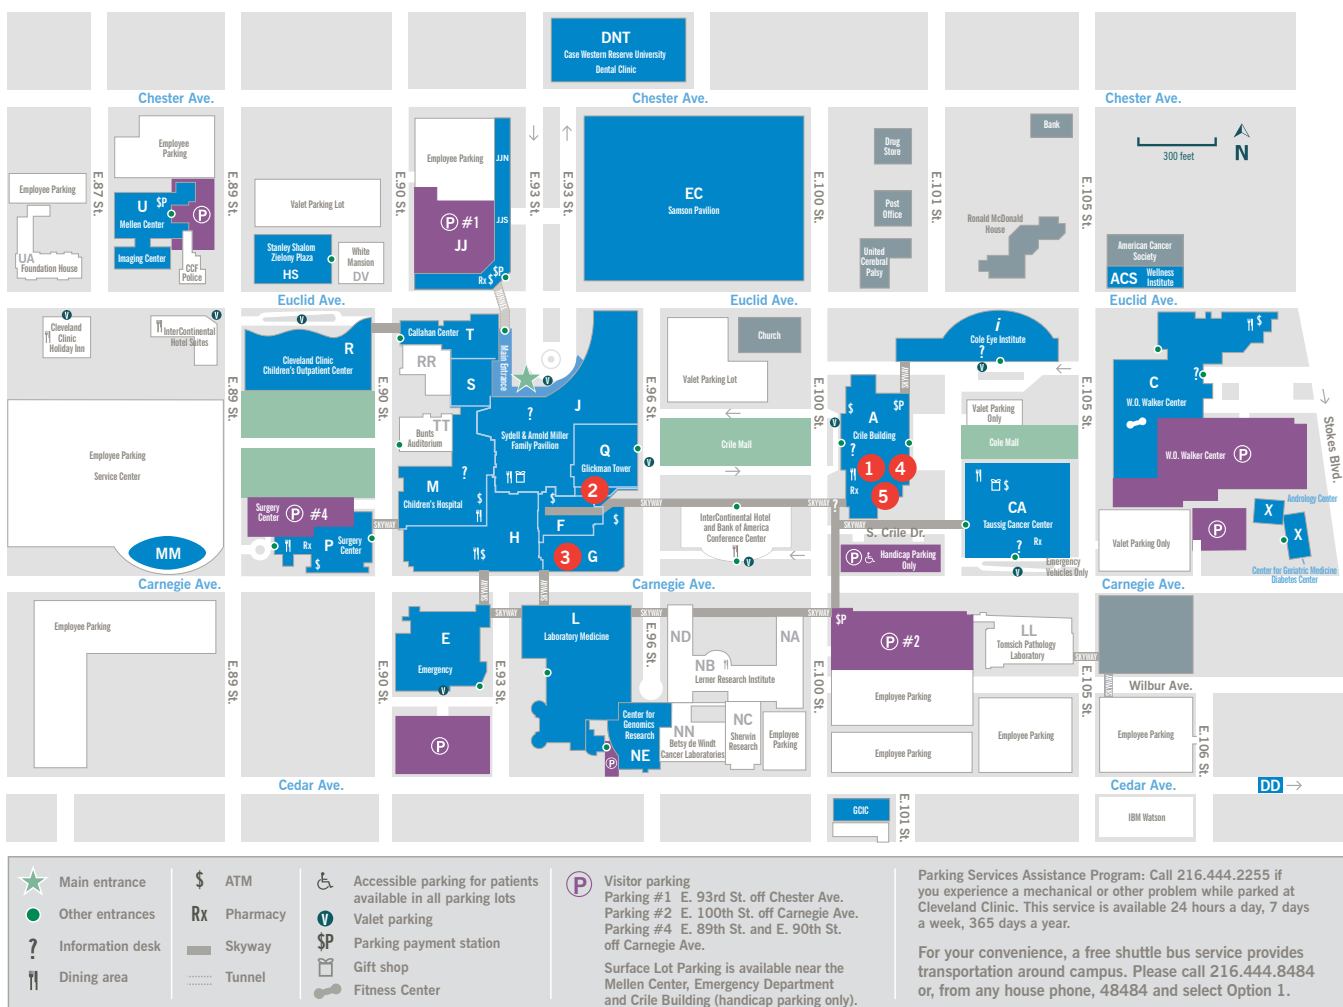 DNT
Case Western Reserve University
Dental Clinic
Chester Ave.
Chester Ave.
Chester Ave.
Employee
Parking
Employee Parking
E.87 St.
U
$P
Mellen Center
P
Imaging Center
UA
Foundation House
CCF
Police
E.89 St.
Valet Parking Lot
Stanley Shalom
Zielony Plaza
HS
White
Mansion
DV
E.90 St.
Employee Parking
JJN
JJS
P #1
JJ
Rx $
$P
E.93 St.
E.93 St.
EC
Samson Pavilion
E.100 St.
Drug
Store
Post
Office
United
Cerebral
Palsy
E.101 St.
Bank
Ronald McDonald
House
E.105 St.
300 feet
N
American Cancer
Society
ACS
Wellness
Institute
Euclid Ave.
Euclid Ave.
Euclid Ave.
V
Cleveland
Clinic
Holiday Inn
V
InterContinental
Hotel Suites
V
R
Cleveland Clinic
Children's Outpatient Center
E.89 St.
E.90 St.
Callahan Center
T
RR
S
TT
Bunts
Auditorium
SKYWAY
Main Entrance
V
J
?
Sydell & Arnold Miller
Family Pavilion
Q
Glickman Tower
2
E.96 St.
V
M
Children's Hospital
?
$
H
$
$
F
$
3
G
Employee Parking
Service Center
MM
Surgery
Center
P #4
Rx
P
Surgery
Center
$
SKYWAY
Valet Parking Lot
Church
Crile Mall
E.100 St.
SKYWAY
SKYWAY
?
InterContinental Hotel
and Bank of America
Conference Center
V
i
Cole Eye Institute
?
V
SKYWAY
V
$
A
$P
Crile Building
?
1
4
5
Rx
SKYWAY
S. Crile Dr.
P
Handicap Parking
Only
Valet Parking
Only
Cole Mall
$
CA
Taussig Cancer Center
?
Rx
V
Emergency
Vehicles Only
E.105 St.
$
C
?
W.O. Walker Center
W.O. Walker Center
P
Stokes Blvd.
Andrology Center
X
X
P
Valet Parking Only
Center for Geriatric Medicine
Diabetes Center
Carnegie Ave.
Carnegie Ave.
Carnegie Ave.
Employee Parking
E.89 St.
E.90 St.
SKYWAY
SKYWAY
SKYWAY
E
Emergency
V
P
E.93 St.
L
Laboratory Medicine
SKYWAY
SKYWAY
E.96 St.
ND
NA
NB
Lerner Research Institute
Center for
Genomics
Research
NE
P
NN
Betsy de Windt
Cancer Laboratories
NC
Sherwin
Research
Employee
Parking
E.100 St.
$P
P #2
Employee Parking
Employee Parking
LL
Tomsich Pathology
Laboratory
SKYWAY
E.105 St.
Employee Parking
SKYWAY
Wilbur Ave.
Employee Parking
E.106 St.
Cedar Ave.
Cedar Ave.
DD
GCIC
E.101 St.
IBM Watson
Main entrance
Other entrances
? Information desk
Dining area
$ ATM
Rx Pharmacy
Skyway
Tunnel
Accessible parking for patients
available in all parking lots
V Valet parking
$P Parking payment station
Gift shop
Fitness Center
P Visitor parking
Parking #1 E. 93rd St. off Chester Ave.
Parking #2 E. 100th St. off Carnegie Ave.
Parking #4 E. 89th St. and E. 90th St.
off Carnegie Ave.
Surface Lot Parking is available near the
Mellen Center, Emergency Department
and Crile Building (handicap parking only).
Parking Services Assistance Program: Call 216.444.2255 if
you experience a mechanical or other problem while parked at
Cleveland Clinic. This service is available 24 hours a day, 7 days
a week, 365 days a year.
For your convenience, a free shuttle bus service provides
transportation around campus. Please call 216.444.8484
or, from any house phone, 48484 and select Option 1.